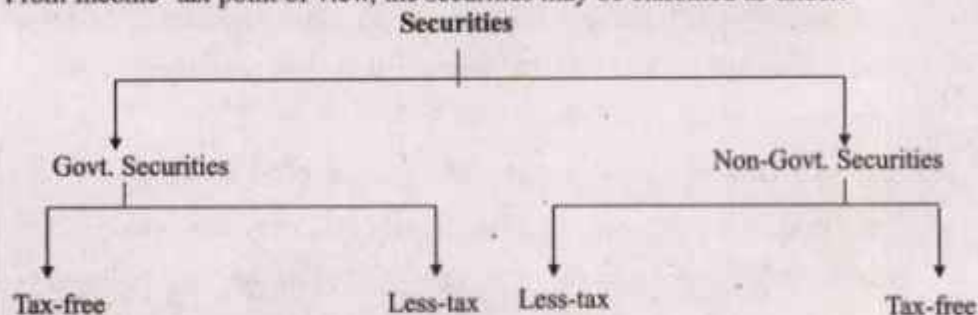 Securities
Govt. Securities
Non-Govt. Securities
Tax-free
Less-tax
Less-tax
Tax-free